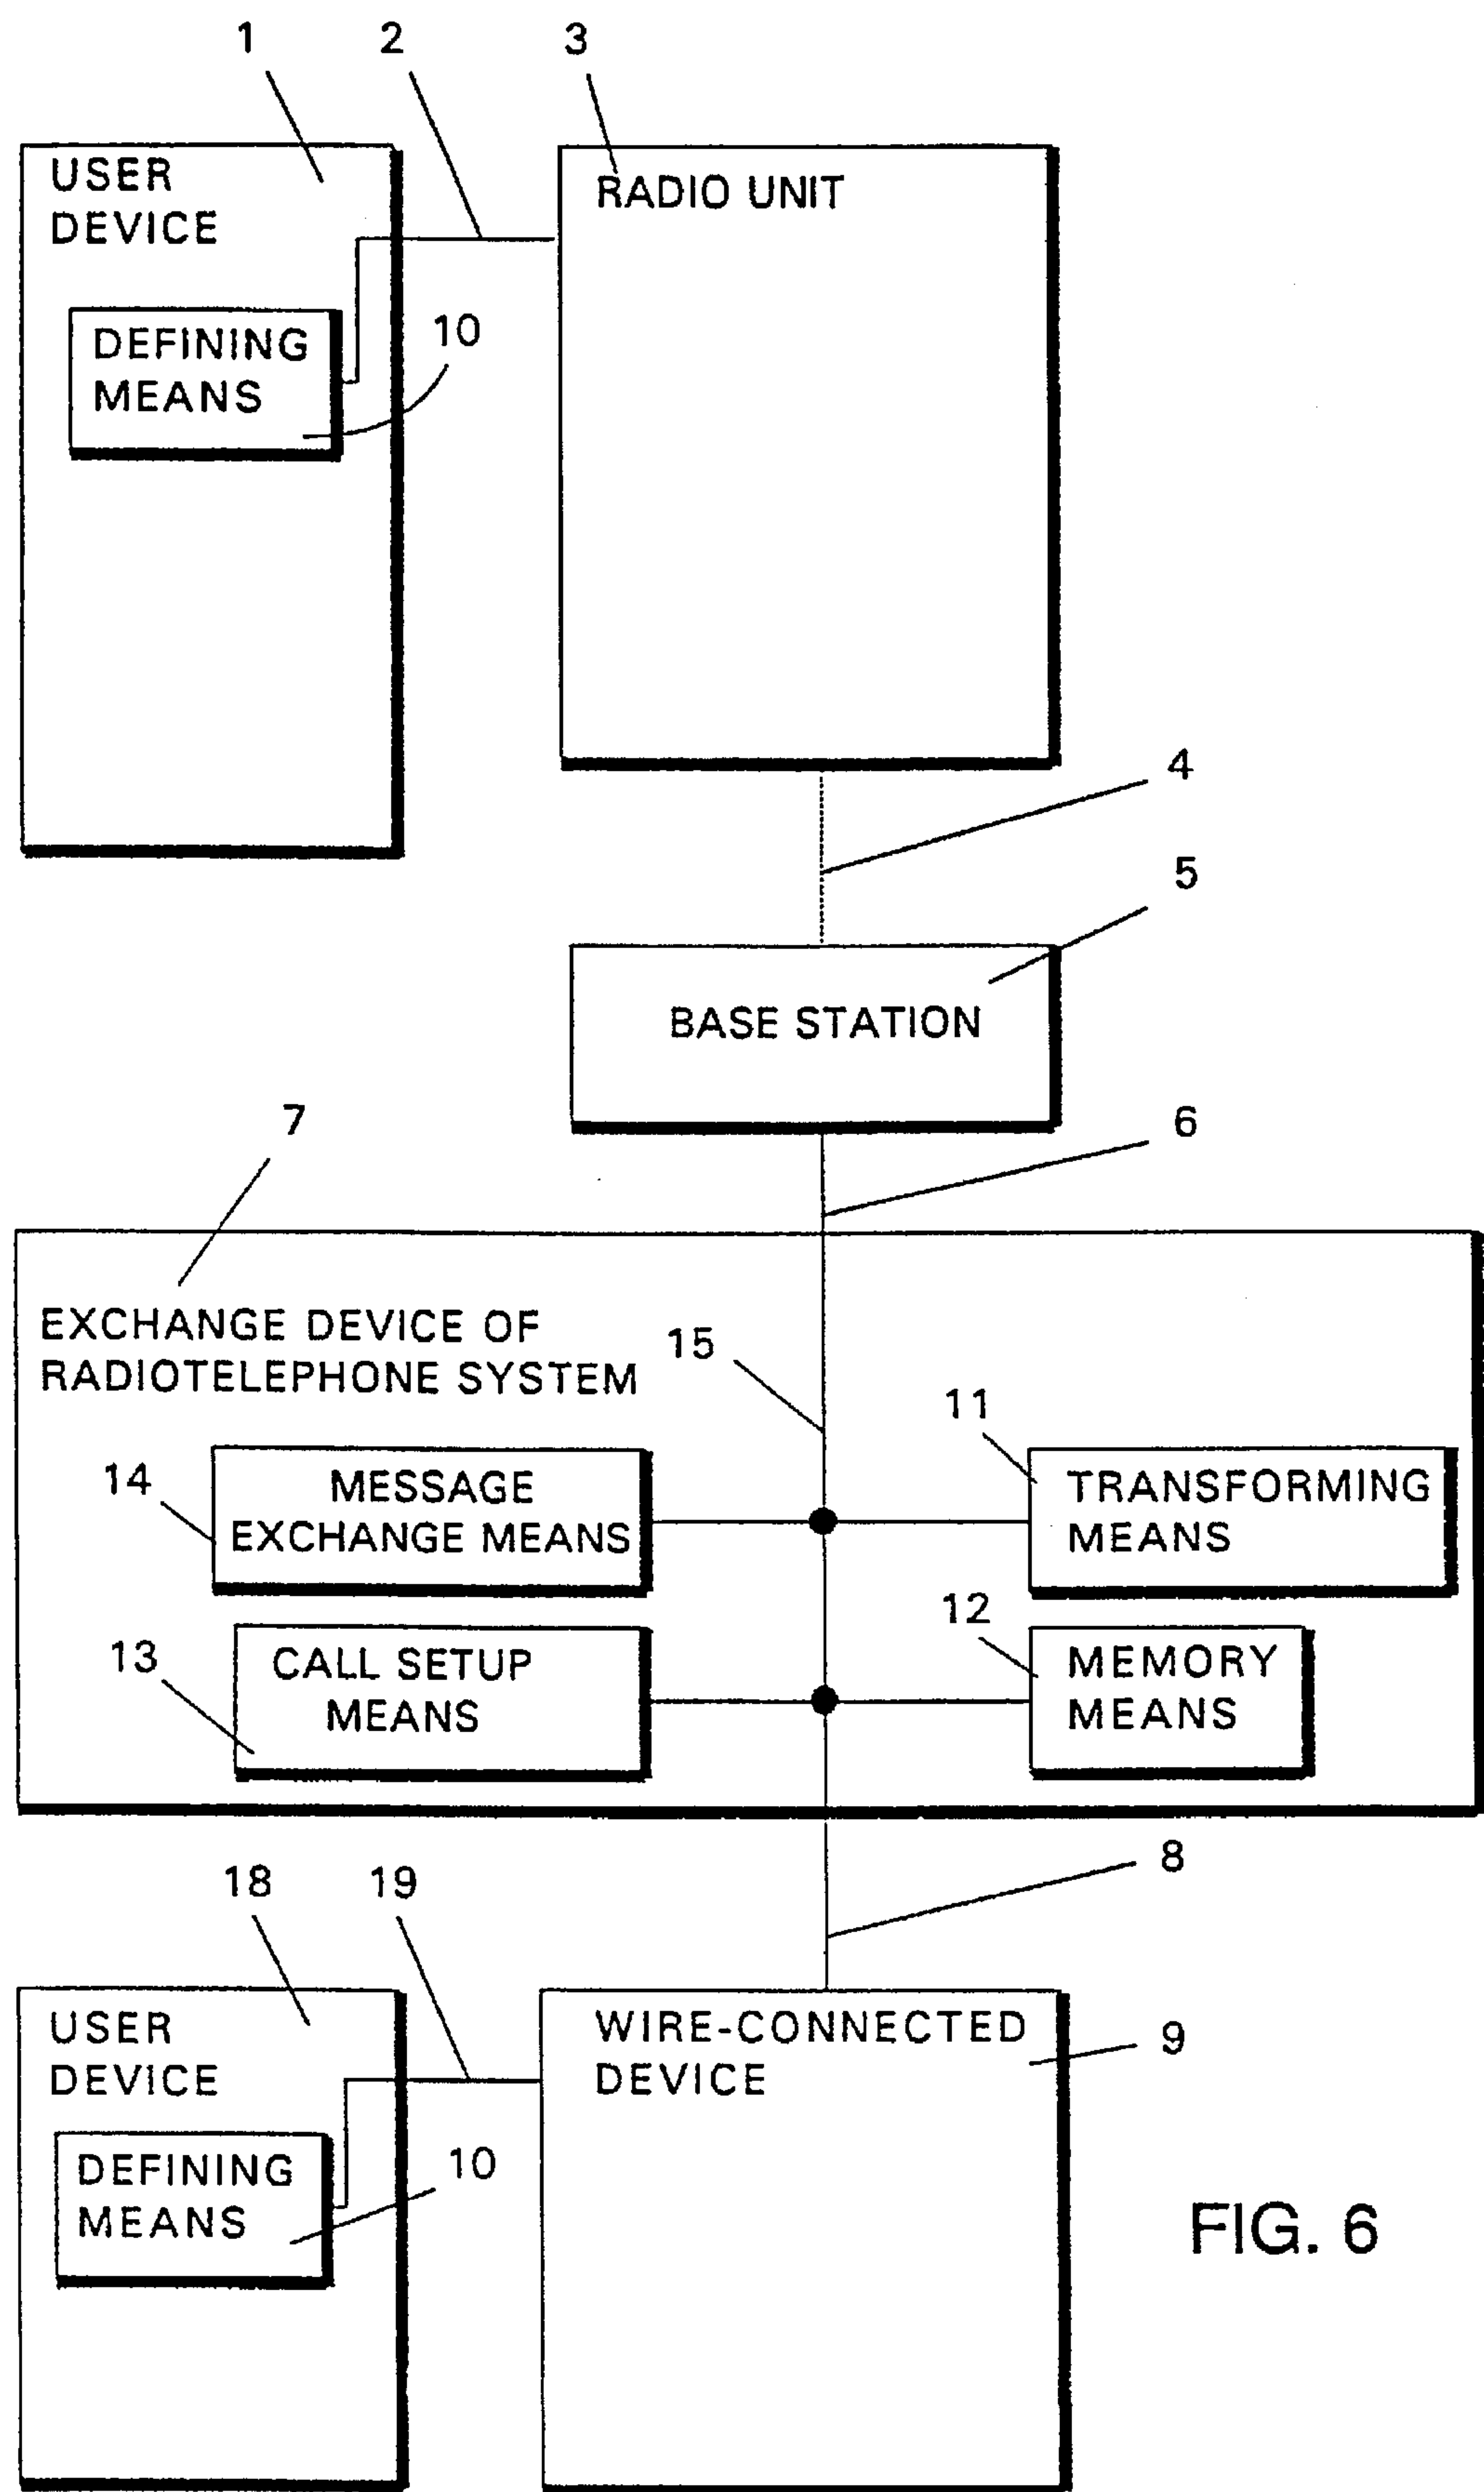 1 2 3
USER
DEVICE
RADIO UNIT
DEFINING
MEANS
10
4
5
BASE STATION
6
7
EXCHANGE DEVICE OF
RADIOTELEPHONE SYSTEM
15
11
14
MESSAGE
EXCHANGE MEANS
TRANSFORMING
MEANS
12
13
CALL SETUP
MEANS
MEMORY
MEANS
8
18 19
USER
DEVICE
WIRE-CONNECTED
DEVICE
9
DEFINING
MEANS
10
FIG. 6